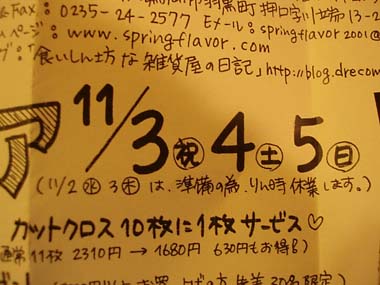 Fax: 0235-24-2577 Eメール: springflavor2001@
ムページ: www.springflavor.com
グ:「食いしん坊な雑貨屋の日記」http://blog.drecom
ア 11/3(祝)4(土)5(日)
(11/2(水)3(木)は、準備の為、りん時休業します。)
カットクロス10枚に1枚サービス♡
通常11枚 2310円→1680円 630円もお得♪)